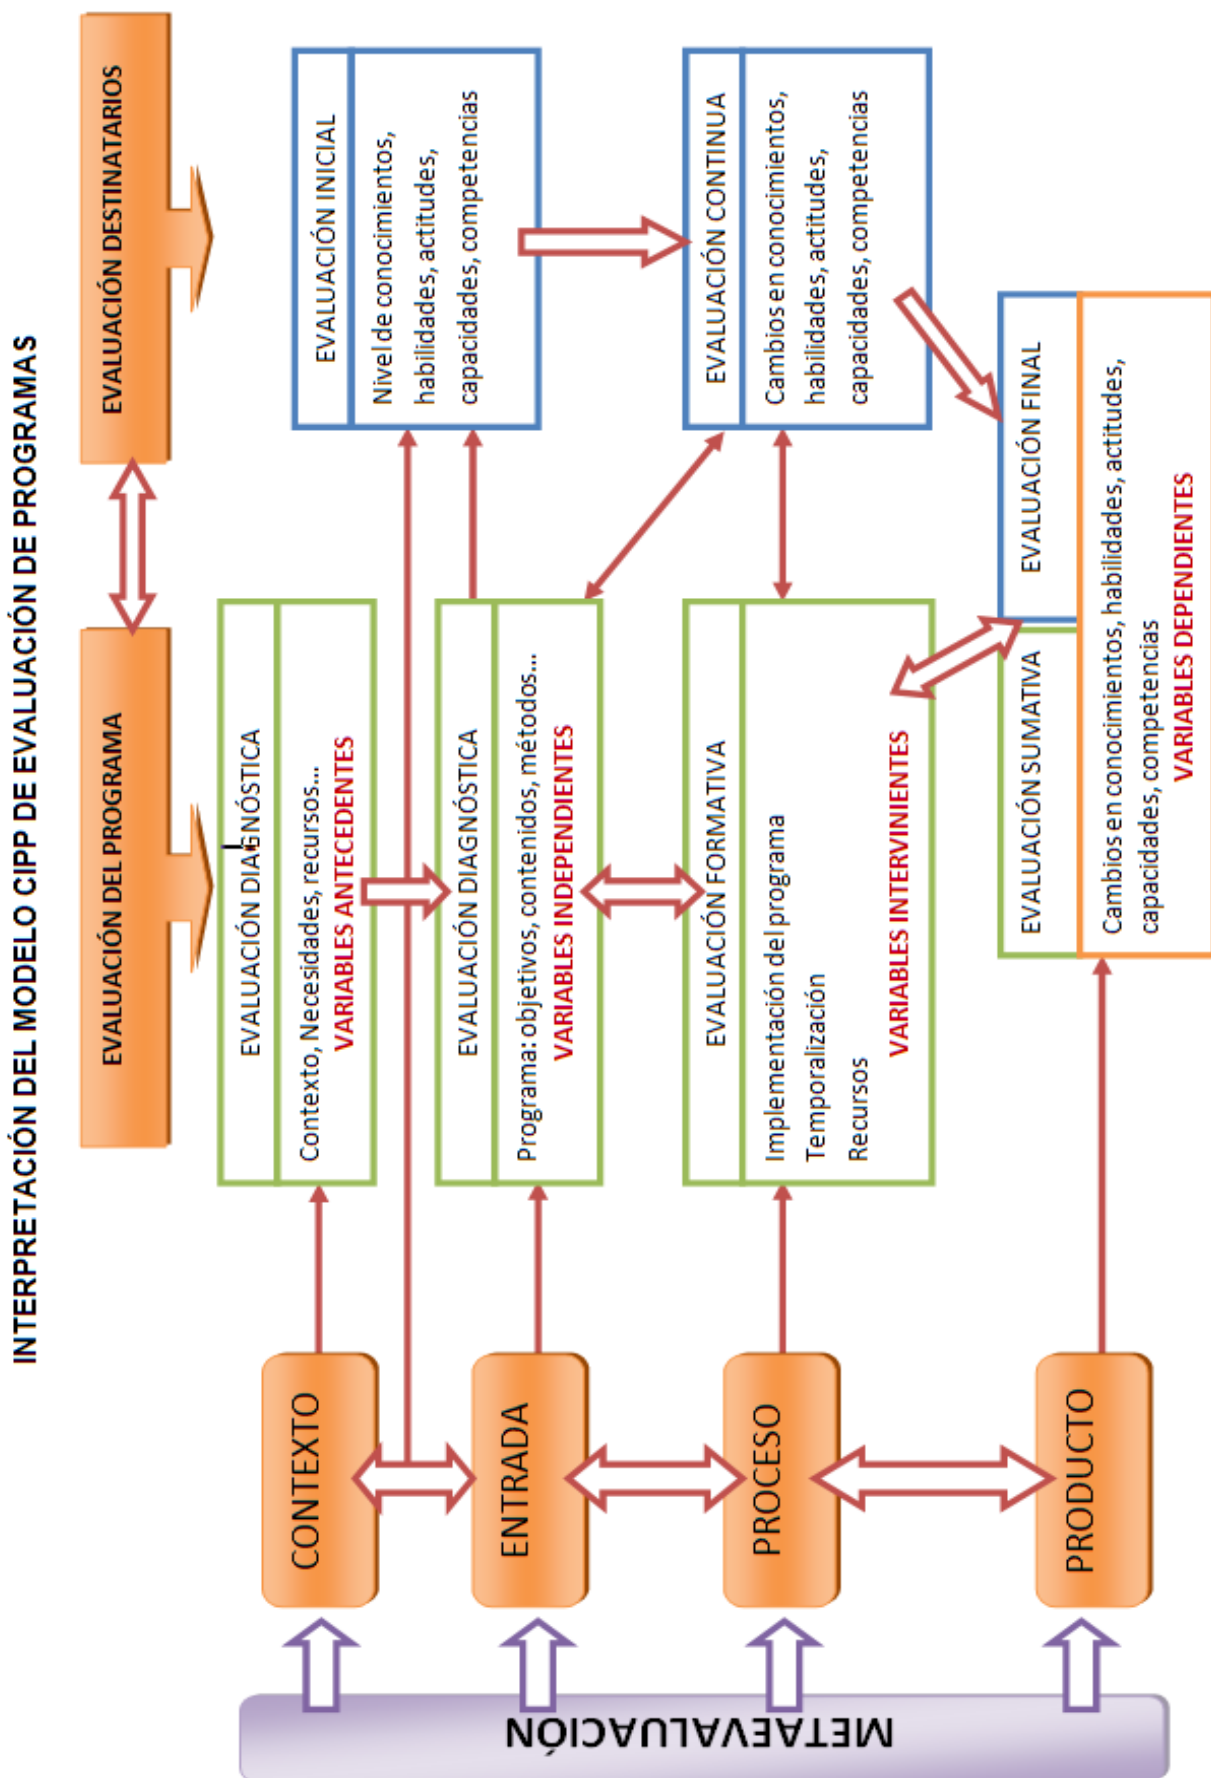 INTERPRETACIÓN DEL MODELO CIPP DE EVALUACIÓN DE PROGRAMAS
EVALUACIÓN DEL PROGRAMA
EVALUACIÓN DESTINATARIOS
METAEVALUACIÓN
CONTEXTO
EVALUACIÓN DIAGNÓSTICA
Contexto, Necesidades, recursos...
VARIABLES ANTECEDENTES
EVALUACIÓN INICIAL
Nivel de conocimientos,
habilidades, actitudes,
capacidades, competencias
ENTRADA
EVALUACIÓN DIAGNÓSTICA
Programa: objetivos, contenidos, métodos...
VARIABLES INDEPENDIENTES
PROCESO
EVALUACIÓN FORMATIVA
Implementación del programa
Temporalización
Recursos
VARIABLES INTERVINIENTES
EVALUACIÓN CONTINUA
Cambios en conocimientos,
habilidades, actitudes,
capacidades, competencias
PRODUCTO
EVALUACIÓN SUMATIVA
EVALUACIÓN FINAL
Cambios en conocimientos, habilidades, actitudes,
capacidades, competencias
VARIABLES DEPENDIENTES